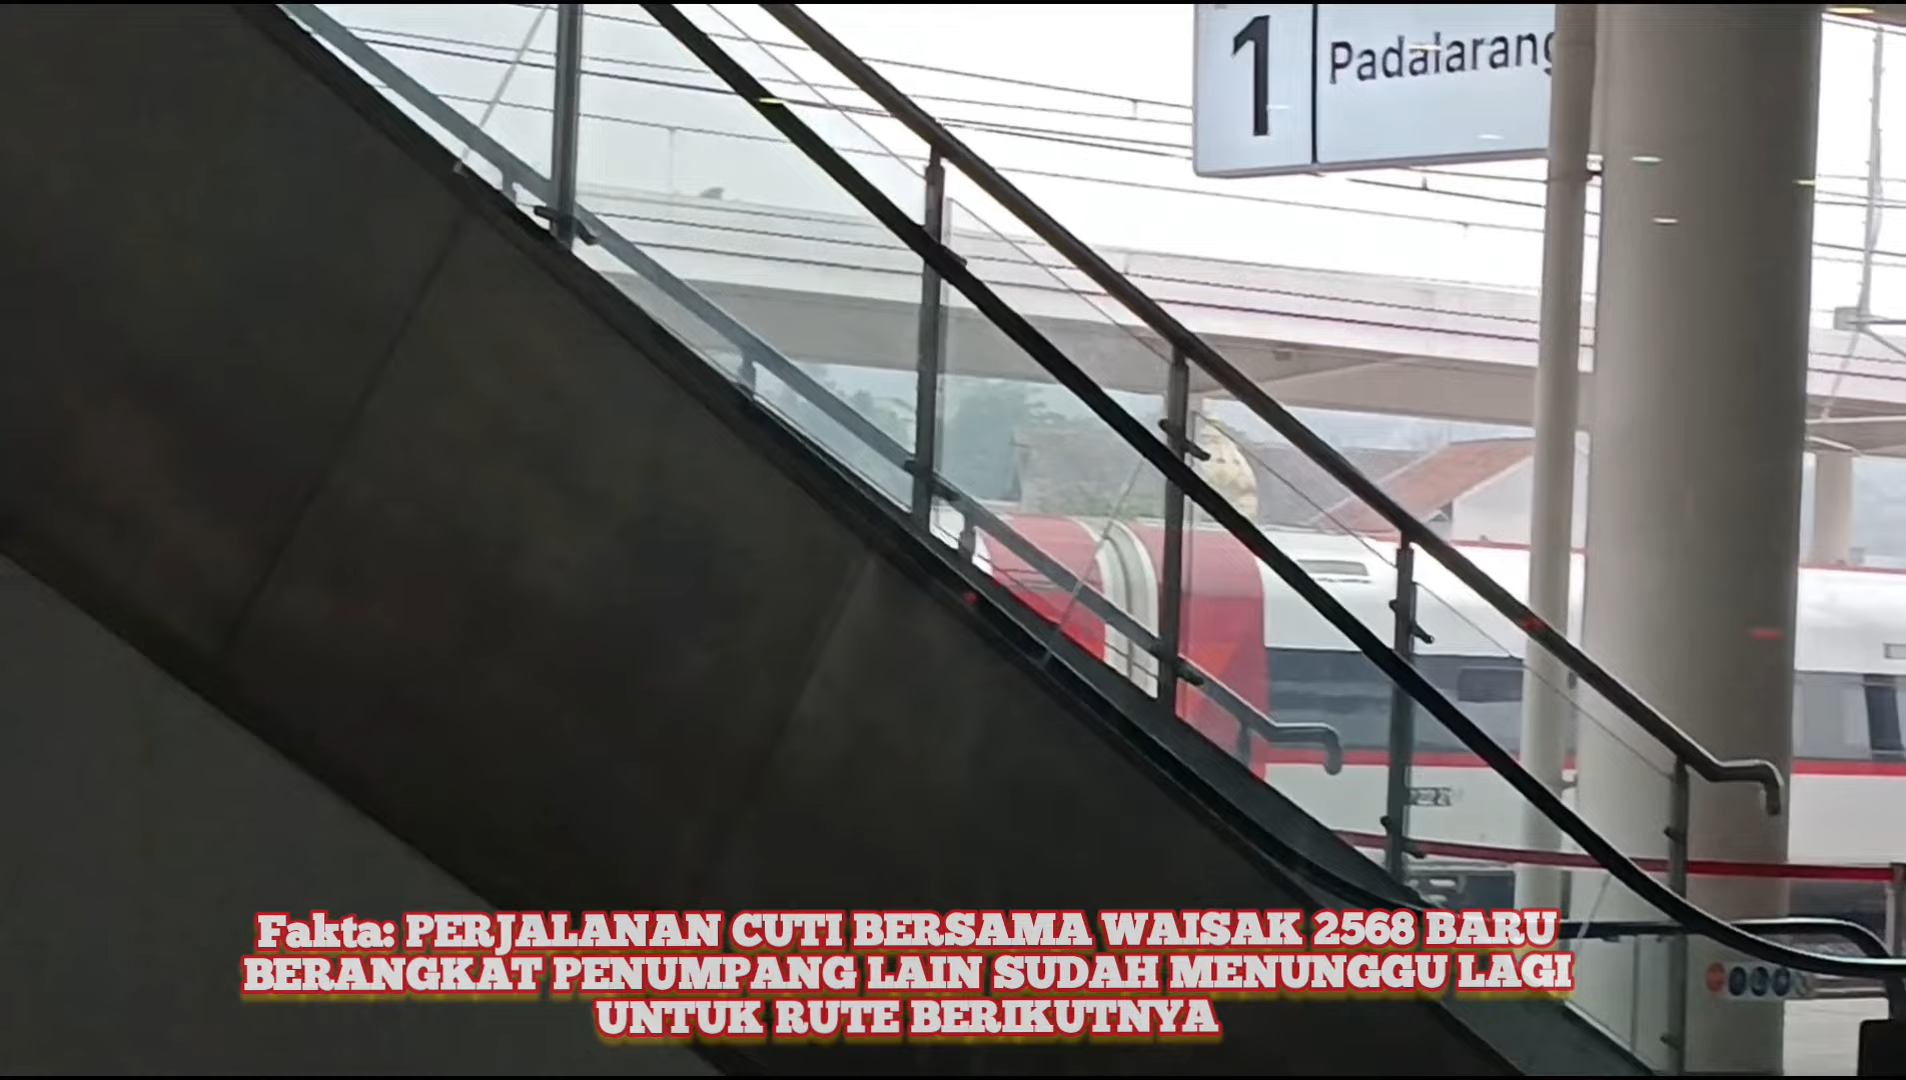 1 Padalarang
Fakta: PERJALANAN CUTI BERSAMA WAISAK 2568 BARU
BERANGKAT PENUMPANG LAIN SUDAH MENUNGGU LAGI
UNTUK RUTE BERIKUTNYA